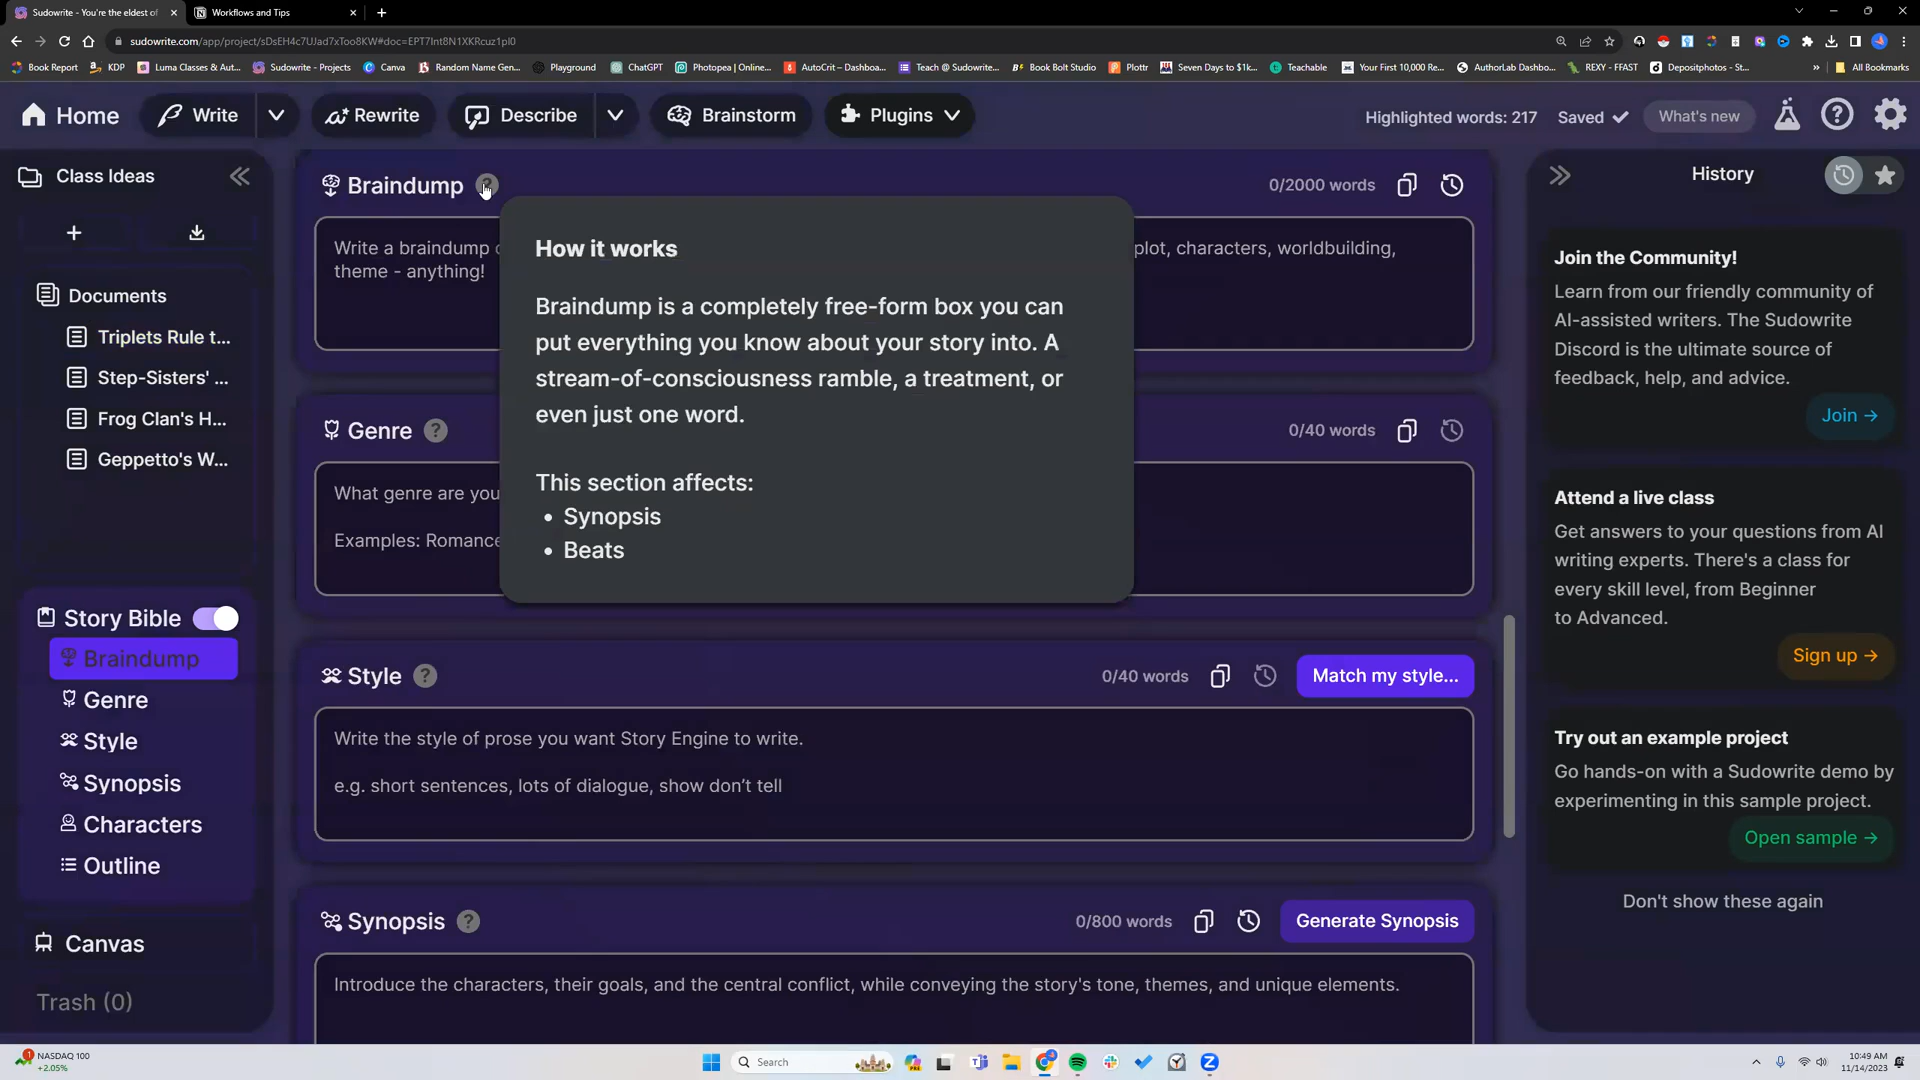 Sudowrite - You're the eldest of
Workflows and Tips
sudowrite.com/app/project/sDsEH4c7UJad7xToo8KW#doc=EPT7Int8N1XKRcuz1pI0
Book Report
KDP
Luma Classes & Aut...
Sudowrite - Projects
Canva
Random Name Gen...
Playground
ChatGPT
Photopea | Online...
AutoCrit – Dashboa...
Teach @ Sudowrite...
Book Bolt Studio
Plottr
Seven Days to $1k...
Teachable
Your First 10,000 Re...
AuthorLab Dashbo...
REXY - FFAST
Depositphotos - St...
All Bookmarks
Home
Write
Rewrite
Describe
Brainstorm
Plugins
Highlighted words: 217
Saved
What's new
Class Ideas
Documents
Triplets Rule t...
Step-Sisters' ...
Frog Clan's H...
Geppetto's W...
Story Bible
Braindump
Genre
Style
Synopsis
Characters
Outline
Canvas
Trash (0)
Braindump
0/2000 words
Write a braindump
plot, characters, worldbuilding,
theme - anything!
How it works
Braindump is a completely free-form box you can
put everything you know about your story into. A
stream-of-consciousness ramble, a treatment, or
even just one word.
This section affects:
• Synopsis
• Beats
Genre
0/40 words
What genre are you
Examples: Romance
Style
0/40 words
Match my style...
Write the style of prose you want Story Engine to write.
e.g. short sentences, lots of dialogue, show don't tell
Synopsis
0/800 words
Generate Synopsis
Introduce the characters, their goals, and the central conflict, while conveying the story's tone, themes, and unique elements.
History
Join the Community!
Learn from our friendly community of
AI-assisted writers. The Sudowrite
Discord is the ultimate source of
feedback, help, and advice.
Join →
Attend a live class
Get answers to your questions from AI
writing experts. There's a class for
every skill level, from Beginner
to Advanced.
Sign up →
Try out an example project
Go hands-on with a Sudowrite demo by
experimenting in this sample project.
Open sample →
Don't show these again
NASDAQ 100
+2.05%
Search
10:49 AM
11/14/2023